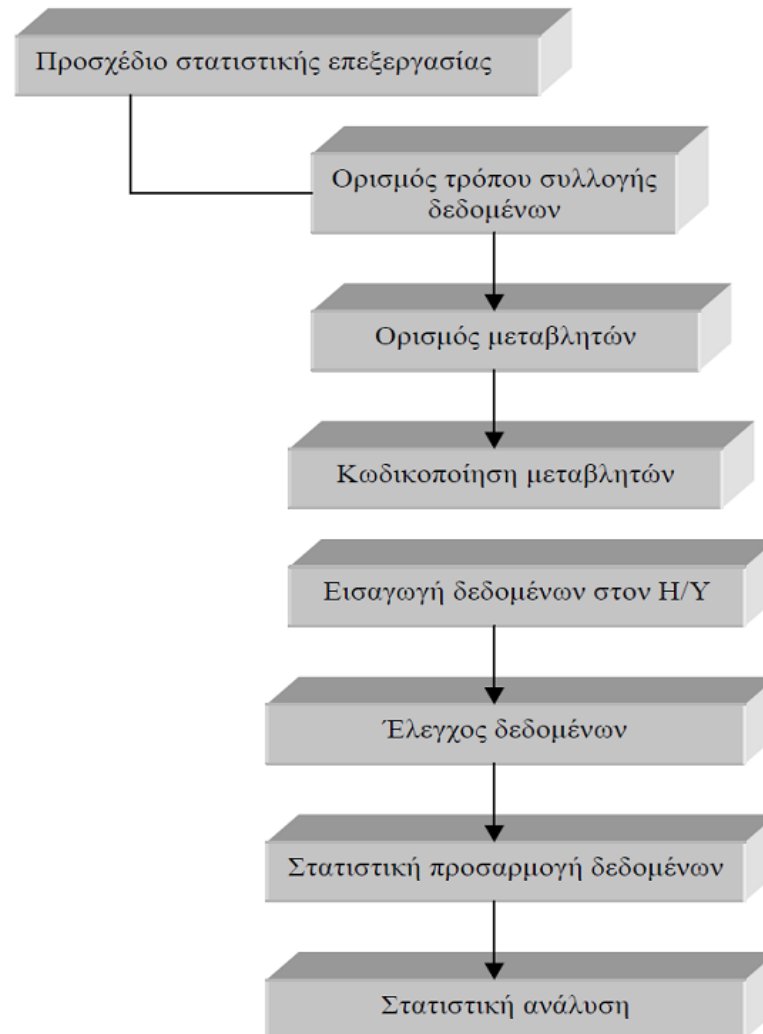 Προσχέδιο στατιστικής επεξεργασίας
Ορισμός τρόπου συλλογής
δεδομένων
Ορισμός μεταβλητών
Κωδικοποίηση μεταβλητών
Εισαγωγή δεδομένων στον Η/Υ
Έλεγχος δεδομένων
Στατιστική προσαρμογή δεδομένων
Στατιστική ανάλυση